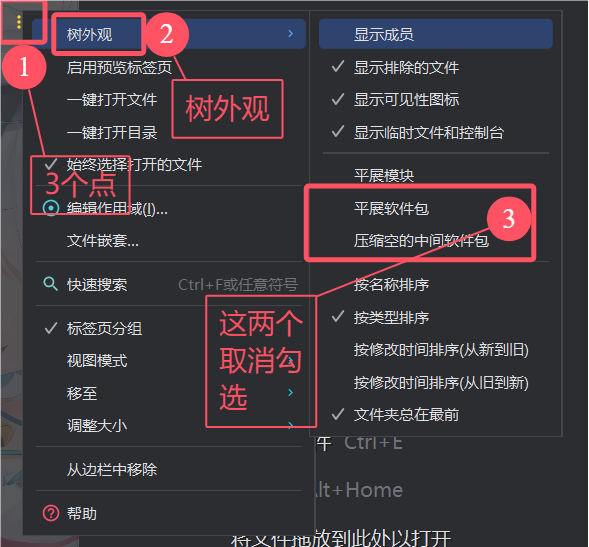 1
2
3
3个点
树外观
这两个
取消勾
选
树外观
启用预览标签页
一键打开文件
一键打开目录
始终选择打开的文件
编辑作用域(I)...
文件嵌套...
快速搜索 Ctrl+F或任意符号
标签页分组
视图模式
移至
调整大小
从边栏中移除
帮助
显示成员
显示排除的文件
显示可见性图标
显示临时文件和控制台
平展模块
平展软件包
压缩空的中间软件包
按名称排序
按类型排序
按修改时间排序(从新到旧)
按修改时间排序(从旧到新)
文件夹总在最前
Ctrl+E
Alt+Home
将文件拖放到此处以打开